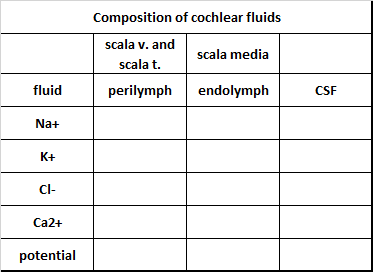 Composition of cochlear fluids
scala v. and
scala t.
scala media
fluid
perilymph
endolymph
CSF
Na+
K+
Cl-
Ca2+
potential